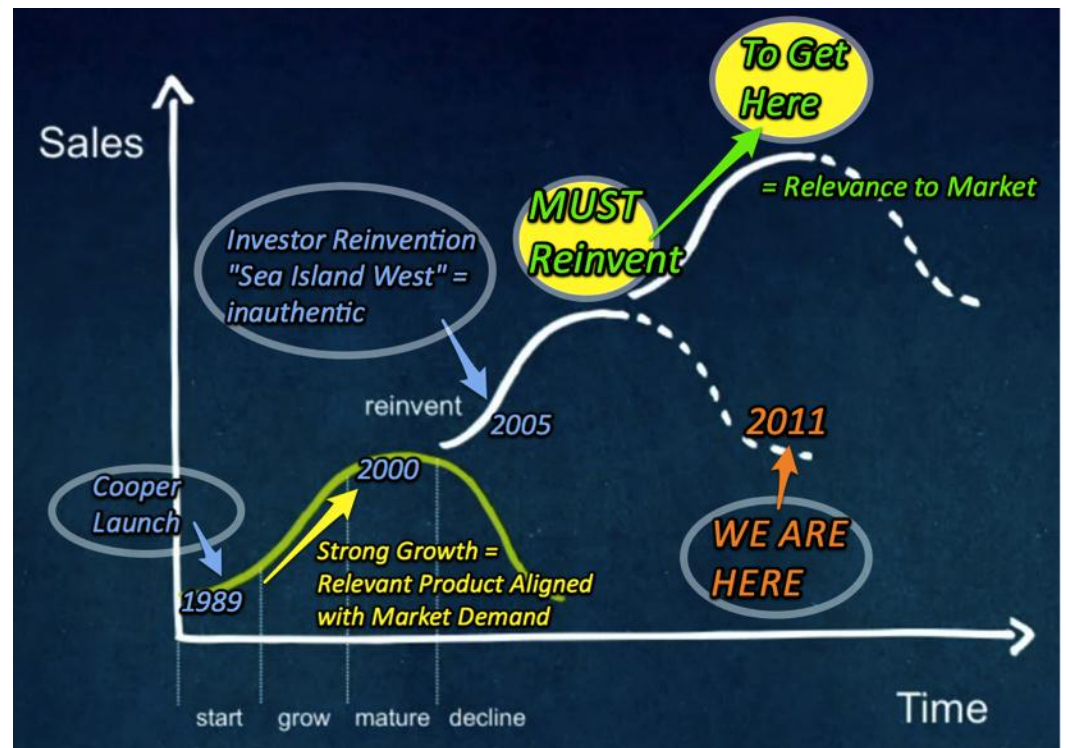 To Get
Here
Sales
= Relevance to Market
MUST
Reinvent
Investor Reinvention
"Sea Island West" =
inauthentic
reinvent
2005
2011
2000
Cooper
Launch
WE ARE
HERE
Strong Growth =
Relevant Product Aligned
with Market Demand
1989
Time
start grow mature decline